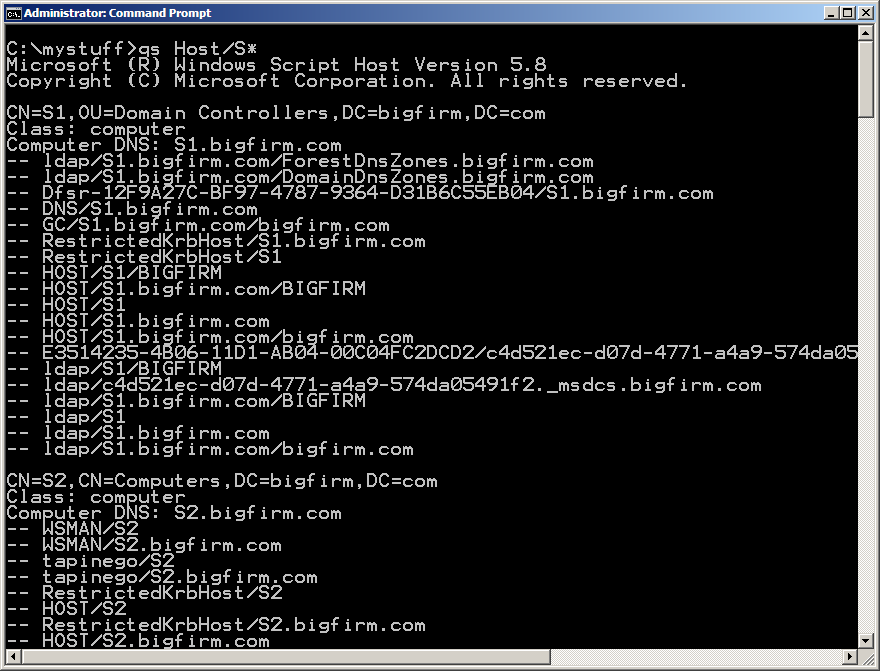 Administrator: Command Prompt
C:\mystuff>qs Host/S*
Microsoft (R) Windows Script Host Version 5.8
Copyright (C) Microsoft Corporation. All rights reserved.
CN=S1,OU=Domain Controllers,DC=bigfirm,DC=com
Class: computer
Computer DNS: S1.bigfirm.com
-- ldap/S1.bigfirm.com/ForestDnsZones.bigfirm.com
-- ldap/S1.bigfirm.com/DomainDnsZones.bigfirm.com
-- Dfsr-12F9A27C-BF97-4787-9364-D31B6C55EB04/S1.bigfirm.com
-- DNS/S1.bigfirm.com
-- GC/S1.bigfirm.com/bigfirm.com
-- RestrictedKrbHost/S1.bigfirm.com
-- RestrictedKrbHost/S1
-- HOST/S1/BIGFIRM
-- HOST/S1.bigfirm.com/BIGFIRM
-- HOST/S1
-- HOST/S1.bigfirm.com
-- HOST/S1.bigfirm.com/bigfirm.com
-- E3514235-4B06-11D1-AB04-00C04FC2DCD2/c4d521ec-d07d-4771-a4a9-574da05
-- ldap/S1/BIGFIRM
-- ldap/c4d521ec-d07d-4771-a4a9-574da05491f2._msdcs.bigfirm.com
-- ldap/S1.bigfirm.com/BIGFIRM
-- ldap/S1
-- ldap/S1.bigfirm.com
-- ldap/S1.bigfirm.com/bigfirm.com
CN=S2,CN=Computers,DC=bigfirm,DC=com
Class: computer
Computer DNS: S2.bigfirm.com
-- WSMAN/S2
-- WSMAN/S2.bigfirm.com
-- tapinego/S2
-- tapinego/S2.bigfirm.com
-- RestrictedKrbHost/S2
-- HOST/S2
-- RestrictedKrbHost/S2.bigfirm.com
-- HOST/S2.bigfirm.com